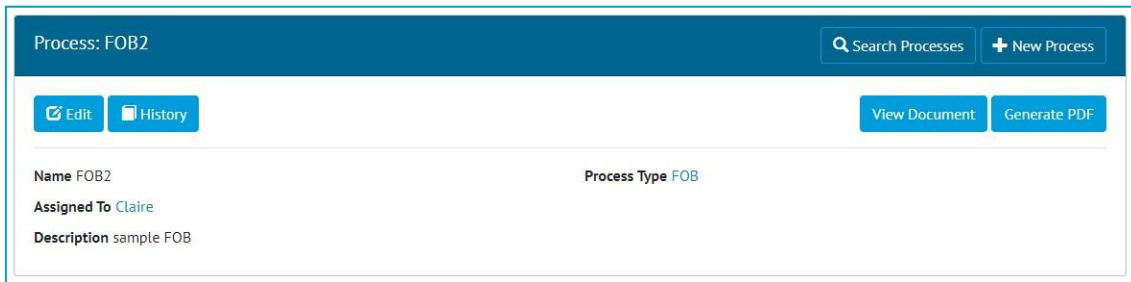 Process: FOB2
Search Processes
New Process
Edit
History
View Document
Generate PDF
Name FOB2
Process Type FOB
Assigned To Claire
Description sample FOB